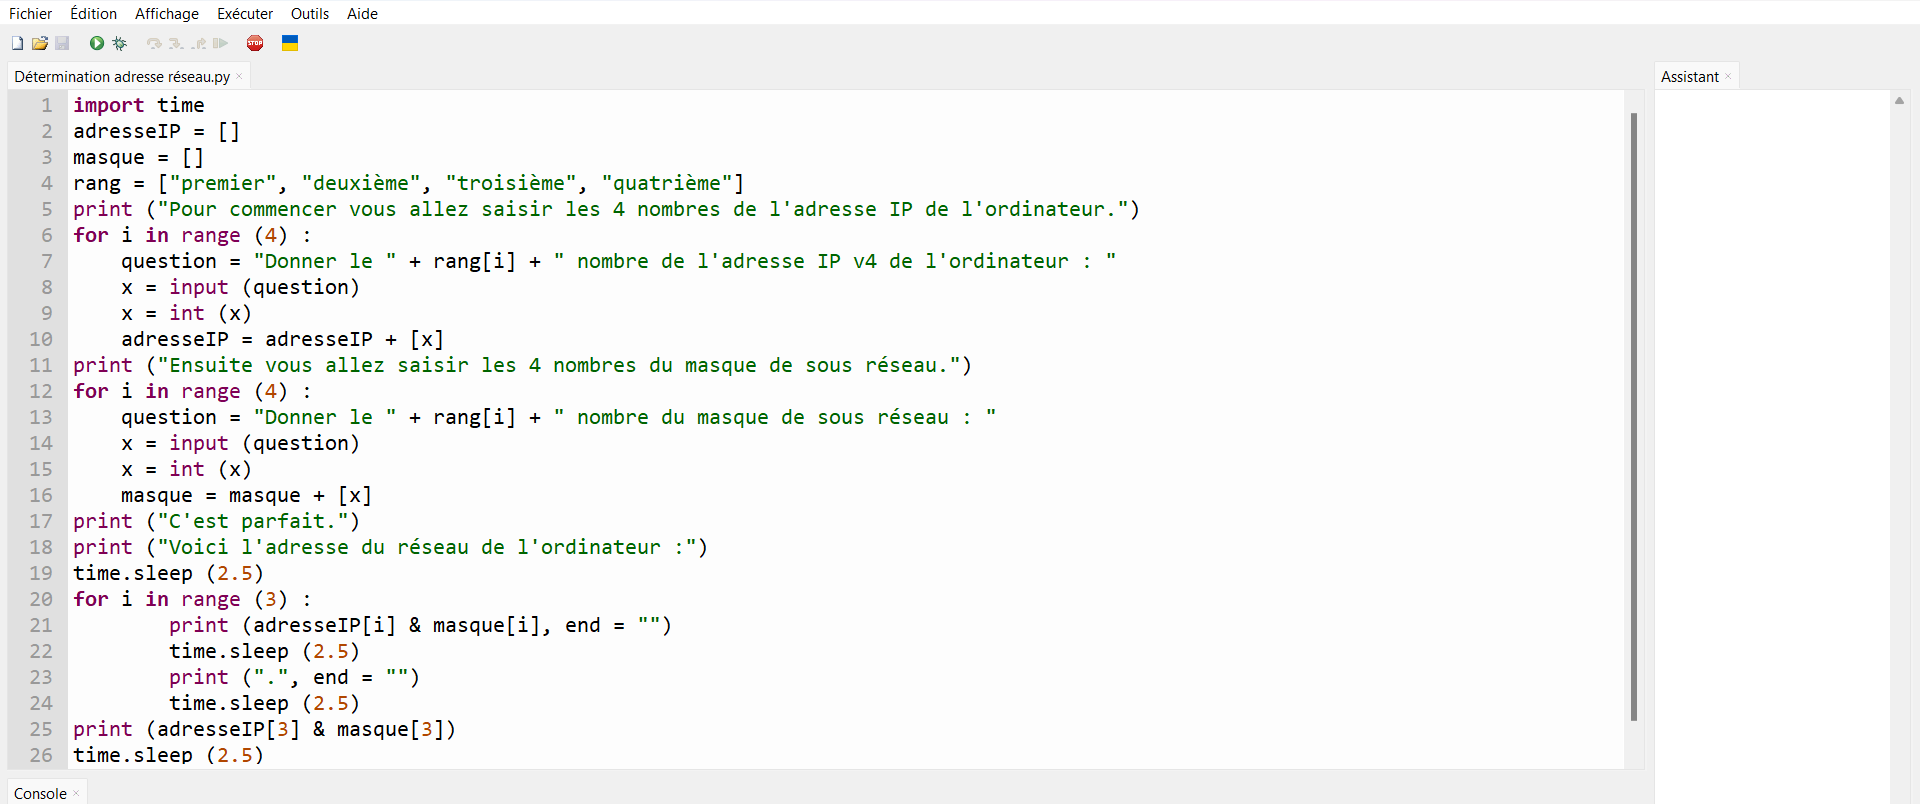 Fichier Édition Affichage Exécuter Outils Aide
STOP
Détermination adresse réseau.py ×
Assistant ×
1 import time
2 adresseIP = []
3 masque = []
4 rang = ["premier", "deuxième", "troisième", "quatrième"]
5 print ("Pour commencer vous allez saisir les 4 nombres de l'adresse IP de l'ordinateur.")
6 for i in range (4) :
7     question = "Donner le " + rang[i] + " nombre de l'adresse IP v4 de l'ordinateur : "
8     x = input (question)
9     x = int (x)
10     adresseIP = adresseIP + [x]
11 print ("Ensuite vous allez saisir les 4 nombres du masque de sous réseau.")
12 for i in range (4) :
13     question = "Donner le " + rang[i] + " nombre du masque de sous réseau : "
14     x = input (question)
15     x = int (x)
16     masque = masque + [x]
17 print ("C'est parfait.")
18 print ("Voici l'adresse du réseau de l'ordinateur :")
19 time.sleep (2.5)
20 for i in range (3) :
21         print (adresseIP[i] & masque[i], end = "")
22         time.sleep (2.5)
23         print (".", end = "")
24         time.sleep (2.5)
25 print (adresseIP[3] & masque[3])
26 time.sleep (2.5)
Console ×